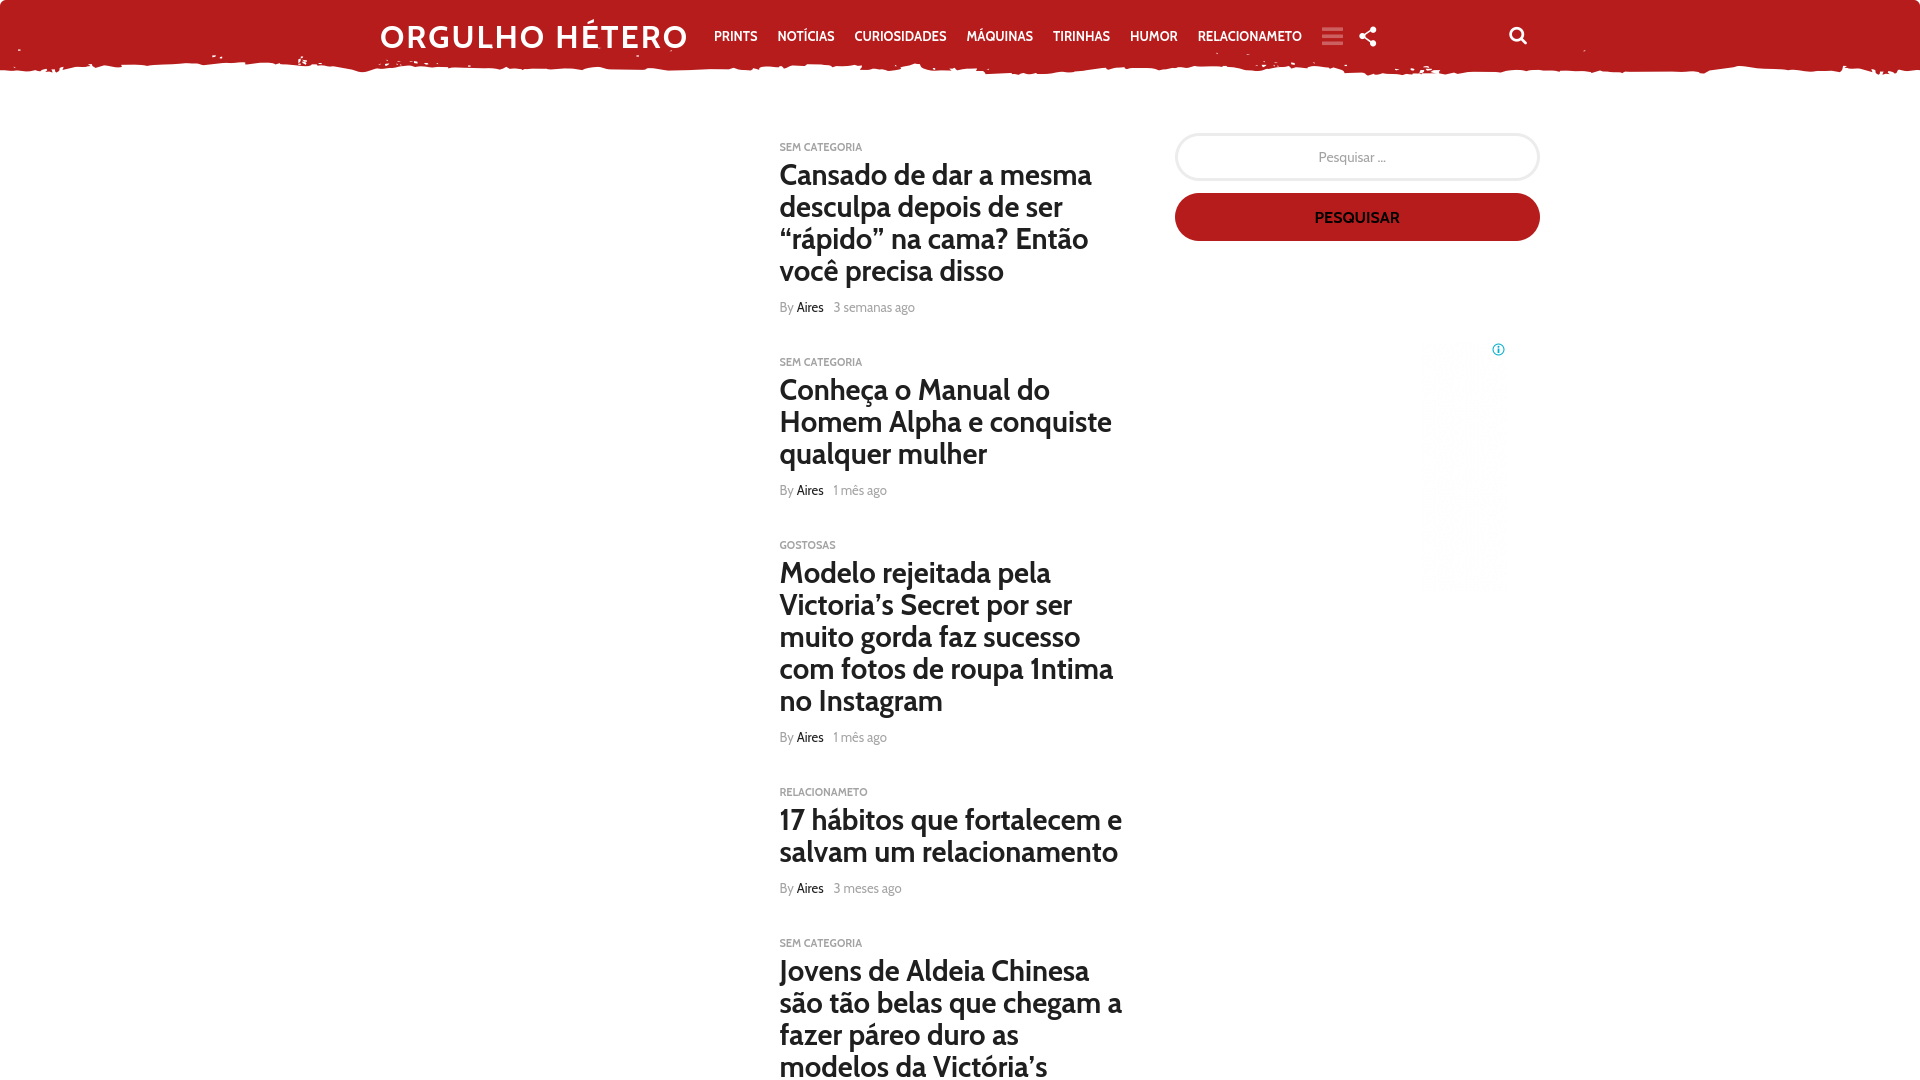 ORGULHO HÉTERO
PRINTS NOTÍCIAS CURIOSIDADES MÁQUINAS TIRINHAS HUMOR RELACIONAMETO
SEM CATEGORIA
Cansado de dar a mesma
desculpa depois de ser
“rápido” na cama? Então
você precisa disso
By Aires 3 semanas ago
SEM CATEGORIA
Conheça o Manual do
Homem Alpha e conquiste
qualquer mulher
By Aires 1 mês ago
GOSTOSAS
Modelo rejeitada pela
Victoria’s Secret por ser
muito gorda faz sucesso
com fotos de roupa 1ntima
no Instagram
By Aires 1 mês ago
RELACIONAMETO
17 hábitos que fortalecem e
salvam um relacionamento
By Aires 3 meses ago
SEM CATEGORIA
Jovens de Aldeia Chinesa
são tão belas que chegam a
fazer páreo duro as
modelos da Victória’s
Pesquisar ...
PESQUISAR